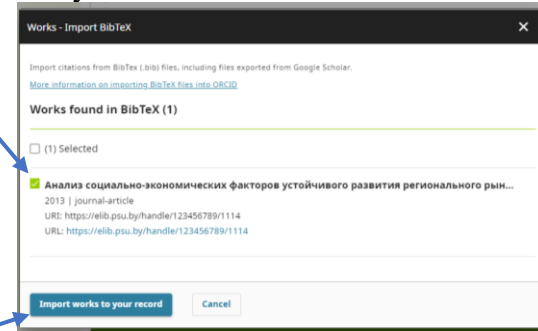 Works - Import BibTeX
Import citations from BibTex (.bib) files, including files exported from Google Scholar.
More information on importing BibTeX files into ORCID
Works found in BibTeX (1)
(1) Selected
Анализ социально-экономических факторов устойчивого развития регионального рын...
2013 | journal-article
URI: https://elib.psu.by/handle/123456789/1114
URL: https://elib.psu.by/handle/123456789/1114
Import works to your record
Cancel